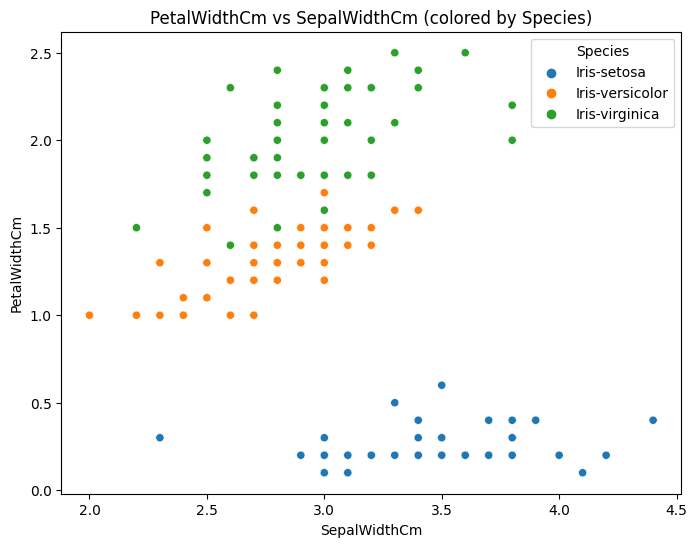 PetalWidthCm vs SepalWidthCm (colored by Species)
Species
Iris-setosa
Iris-versicolor
Iris-virginica
PetalWidthCm
2.5
2.0
1.5
1.0
0.5
0.0
2.0 2.5 3.0 3.5 4.0 4.5
SepalWidthCm